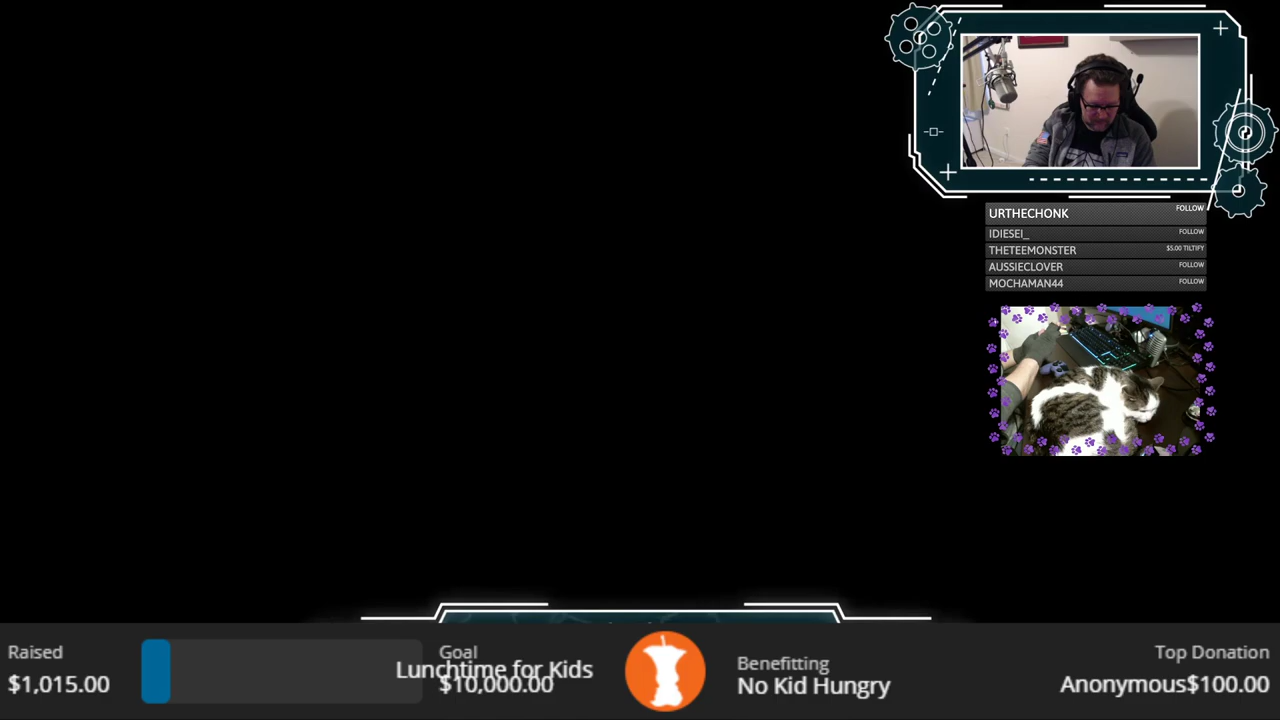 URTHECHONK FOLLOW
IDIESEI_ FOLLOW
THETEEMONSTER $5.00 TILTIFY
AUSSIECLOVER FOLLOW
MOCHAMAN44 FOLLOW
Raised
$1,015.00
Goal
$10,000.00
Lunchtime for Kids
Benefitting
No Kid Hungry
Top Donation
Anonymous$100.00